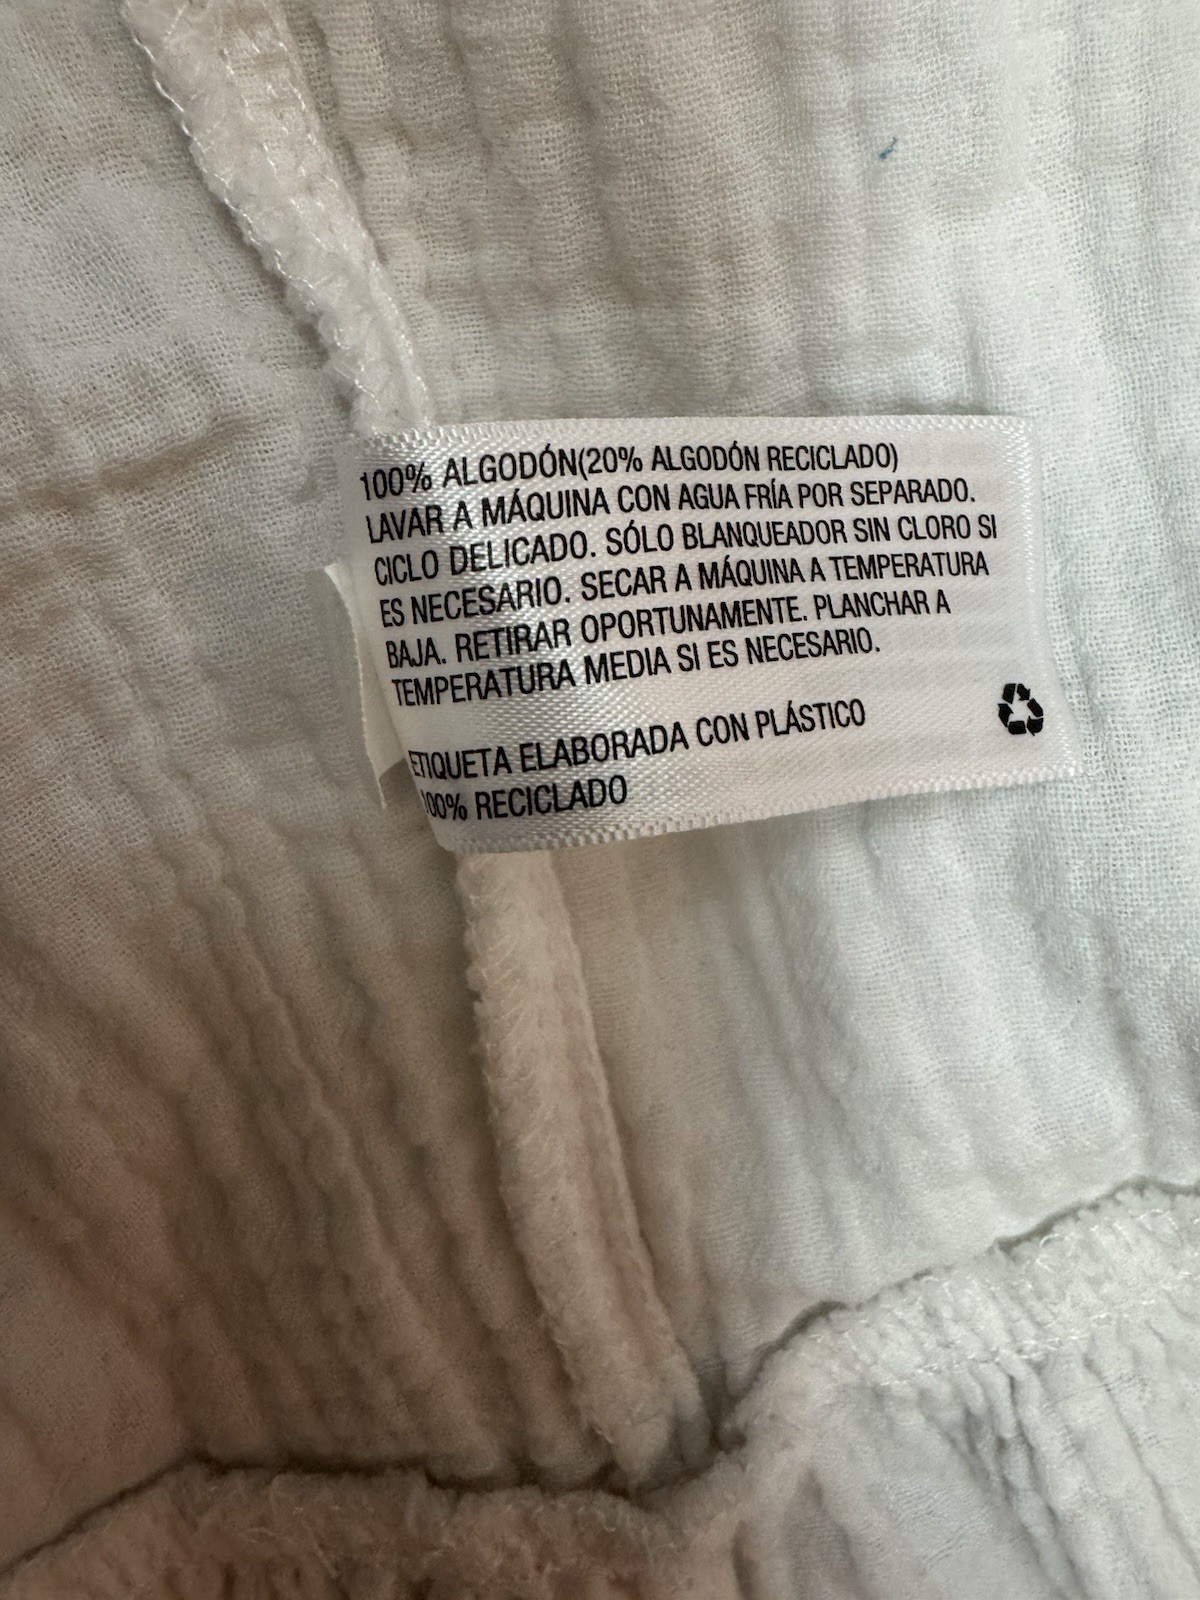 100% ALGODÓN(20% ALGODÓN RECICLADO)
LAVAR A MÁQUINA CON AGUA FRÍA POR SEPARADO.
CICLO DELICADO. SÓLO BLANQUEADOR SIN CLORO SI
ES NECESARIO. SECAR A MÁQUINA A TEMPERATURA
BAJA. RETIRAR OPORTUNAMENTE. PLANCHAR A
TEMPERATURA MEDIA SI ES NECESARIO.
ETIQUETA ELABORADA CON PLÁSTICO
100% RECICLADO